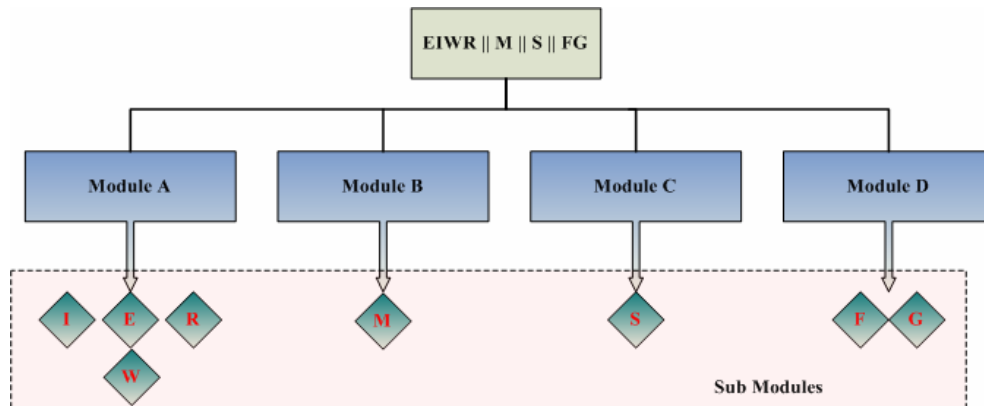 EIWR || M || S || FG
Module A
Module B
Module C
Module D
I
E
R
M
S
F
G
W
Sub Modules